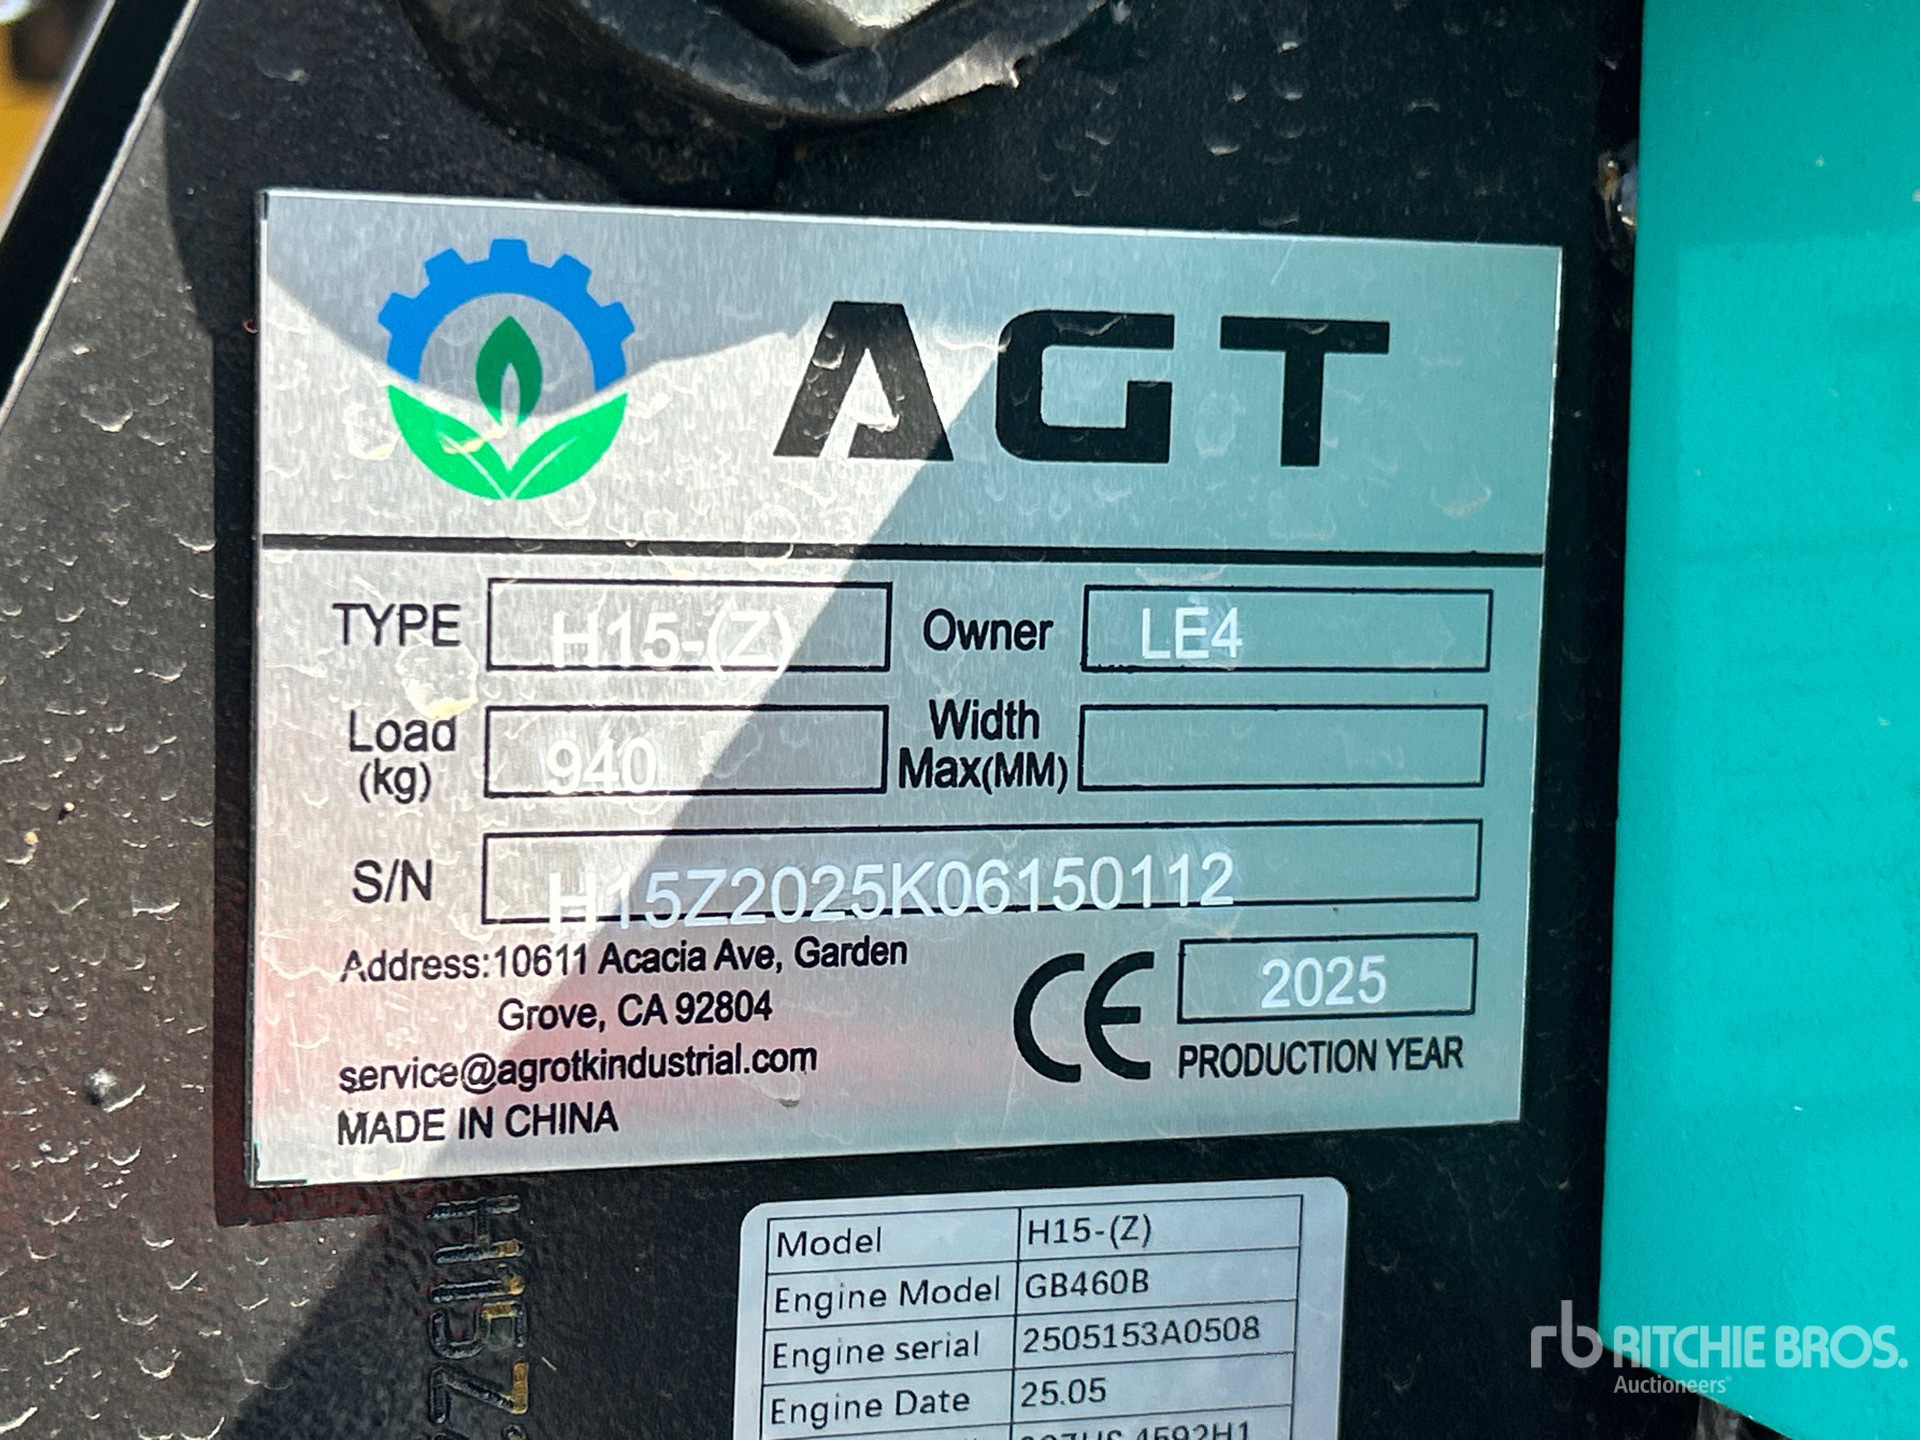 AGT
TYPE H15-(Z) Owner LE4
Load (kg) 940 Width Max(MM)
S/N H15Z2025K06150112
Address:10611 Acacia Ave, Garden
Grove, CA 92804
service@agrotkindustrial.com
MADE IN CHINA
CE 2025
PRODUCTION YEAR
Model H15-(Z)
Engine Model GB460B
Engine serial 2505153A0508
Engine Date 25.05
H15Z
rb RITCHIE BROS.
Auctioneers